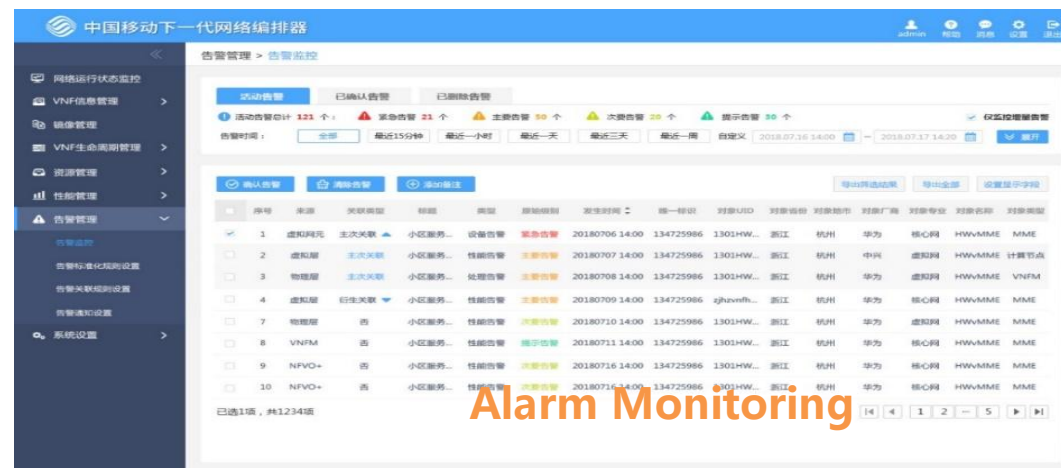 中国移动下一代网络编排器
admin 帮助 消息 设置 退出
告警管理 > 告警监控
网络运行状态监控
VNF信息管理
镜像管理
VNF生命周期管理
资源管理
性能管理
告警管理
告警监控
告警标准化规则设置
告警关联规则设置
告警通知设置
系统设置
活动告警 已确认告警 已删除告警
活动告警总计 121 个： 紧急告警 21 个 主要告警 50 个 次要告警 20 个 提示告警 30 个 仅监控增量告警
告警时间： 全部 最近15分钟 最近一小时 最近一天 最近三天 最近一周 自定义 2018.07.16 14:00 – 2018.07.17 14:20 展开
确认告警 清除告警 添加备注 导出筛选结果 导出全部 设置显示字段
序号 来源 关联类型 标题 类型 原始级别 发生时间 唯一标识 对象UID 对象省份 对象地市 对象厂商 对象专业 对象名称 对象类型
1 虚拟网元 主次关联 小区服务... 设备告警 紧急告警 20180706 14:00 134725986 1301HW... 浙江 杭州 华为 核心网 HWvMME MME
2 虚拟层 主次关联 小区服务... 性能告警 主要告警 20180707 14:00 134725986 1301HW... 浙江 杭州 中兴 虚拟网 HWvMME 计算节点
3 物理层 主次关联 小区服务... 处理告警 主要告警 20180708 14:00 134725986 1301HW... 浙江 杭州 华为 虚拟网 HWvMME VNFM
4 虚拟层 衍生关联 小区服务... 性能告警 主要告警 20180709 14:00 134725986 zjhzvnfh... 浙江 杭州 华为 核心网 HWvMME MME
7 物理层 否 小区服务... 性能告警 次要告警 20180710 14:00 134725986 1301HW... 浙江 杭州 华为 虚拟网 HWvMME MME
8 VNFM 否 小区服务... 性能告警 提示告警 20180711 14:00 134725986 1301HW... 浙江 杭州 华为 核心网 HWvMME MME
9 NFVO+ 否 小区服务... 性能告警 次要告警 20180716 14:00 134725986 1301HW... 浙江 杭州 华为 核心网 HWvMME MME
10 NFVO+ 否 小区服务... 性能告警 次要告警 20180716 14:00 134725986 1301HW... 浙江 杭州 华为 核心网 HWvMME MME
已选1项，共1234项 1 2 – 5
Alarm Monitoring